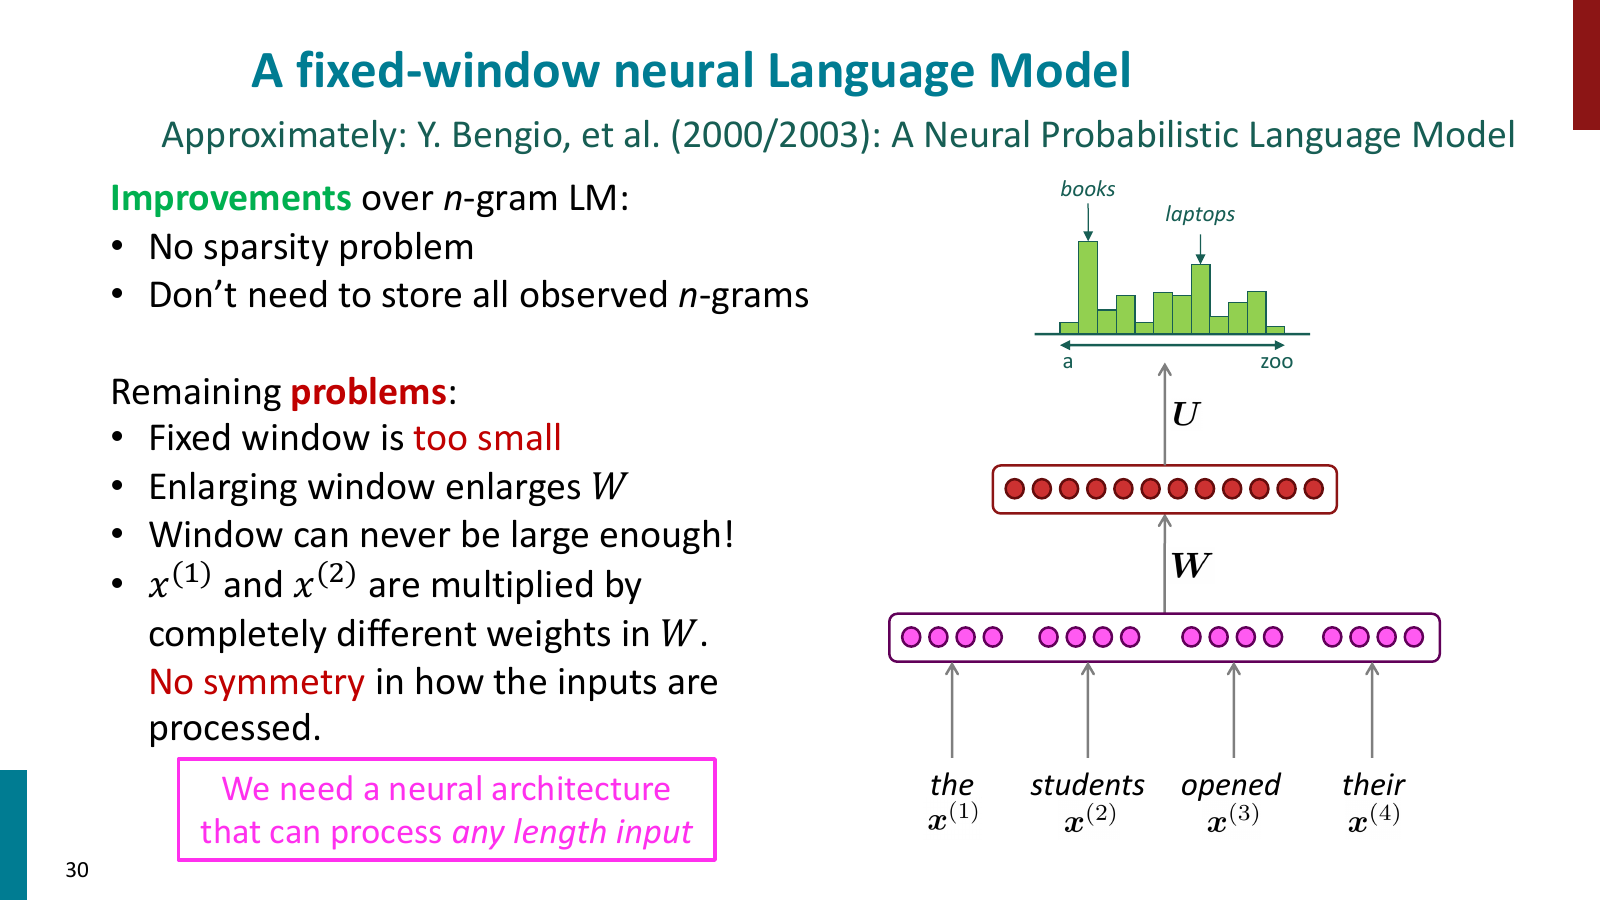 A fixed-window neural Language Model
Approximately: Y. Bengio, et al. (2000/2003): A Neural Probabilistic Language Model
Improvements over n-gram LM:
• No sparsity problem
• Don’t need to store all observed n-grams
Remaining problems:
• Fixed window is too small
• Enlarging window enlarges W
• Window can never be large enough!
• x^(1) and x^(2) are multiplied by
completely different weights in W.
No symmetry in how the inputs are
processed.
We need a neural architecture
that can process any length input
books
laptops
a zoo
U
W
the students opened their
x^(1) x^(2) x^(3) x^(4)
30